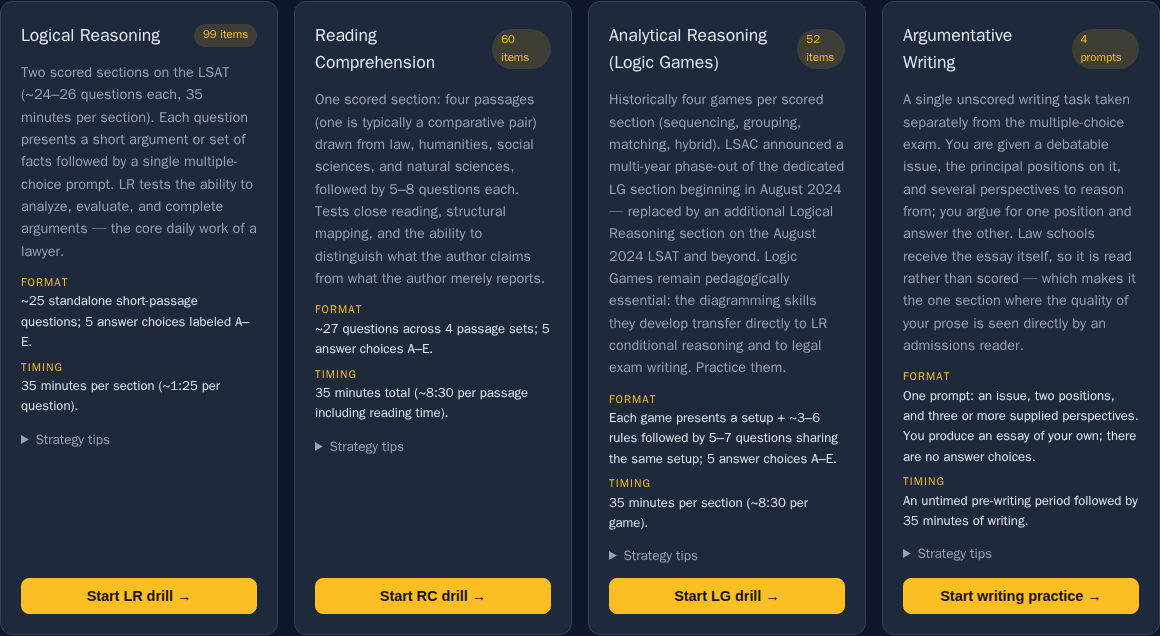 Logical Reasoning
99 items
Two scored sections on the LSAT
(~24–26 questions each, 35
minutes per section). Each question
presents a short argument or set of
facts followed by a single multiple-
choice prompt. LR tests the ability to
analyze, evaluate, and complete
arguments — the core daily work of a
lawyer.
FORMAT
~25 standalone short-passage
questions; 5 answer choices labeled A–
E.
TIMING
35 minutes per section (~1:25 per
question).
▶ Strategy tips
Start LR drill →
Reading
Comprehension
60
items
One scored section: four passages
(one is typically a comparative pair)
drawn from law, humanities, social
sciences, and natural sciences,
followed by 5–8 questions each.
Tests close reading, structural
mapping, and the ability to
distinguish what the author claims
from what the author merely reports.
FORMAT
~27 questions across 4 passage sets; 5
answer choices A–E.
TIMING
35 minutes total (~8:30 per passage
including reading time).
▶ Strategy tips
Start RC drill →
Analytical Reasoning
(Logic Games)
52
items
Historically four games per scored
section (sequencing, grouping,
matching, hybrid). LSAC announced a
multi-year phase-out of the dedicated
LG section beginning in August 2024
— replaced by an additional Logical
Reasoning section on the August
2024 LSAT and beyond. Logic
Games remain pedagogically
essential: the diagramming skills
they develop transfer directly to LR
conditional reasoning and to legal
exam writing. Practice them.
FORMAT
Each game presents a setup + ~3–6
rules followed by 5–7 questions sharing
the same setup; 5 answer choices A–E.
TIMING
35 minutes per section (~8:30 per
game).
▶ Strategy tips
Start LG drill →
Argumentative
Writing
4
prompts
A single unscored writing task taken
separately from the multiple-choice
exam. You are given a debatable
issue, the principal positions on it,
and several perspectives to reason
from; you argue for one position and
answer the other. Law schools
receive the essay itself, so it is read
rather than scored — which makes it
the one section where the quality of
your prose is seen directly by an
admissions reader.
FORMAT
One prompt: an issue, two positions,
and three or more supplied perspectives.
You produce an essay of your own; there
are no answer choices.
TIMING
An untimed pre-writing period followed by
35 minutes of writing.
▶ Strategy tips
Start writing practice →